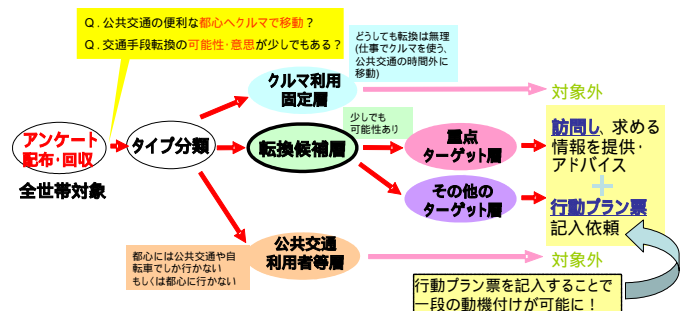 Q.公共交通の便利な都心へクルマで移動？
Q.交通手段転換の可能性・意思が少しでもある？
どうしても転換は無理
(仕事でクルマを使う、
公共交通の時間外に
移動)
クルマ利用
固定層
対象外
アンケート
配布・回収
全世帯対象
タイプ分類
転換候補層
少しでも
可能性あり
重点
ターゲット層
その他の
ターゲット層
訪問し、求める
情報を提供・
アドバイス
＋
行動プラン票
記入依頼
都心には公共交通や自
転車でしか行かない
もしくは都心に行かない
公共交通
利用者等層
対象外
行動プラン票を記入することで
一段の動機付けが可能に！